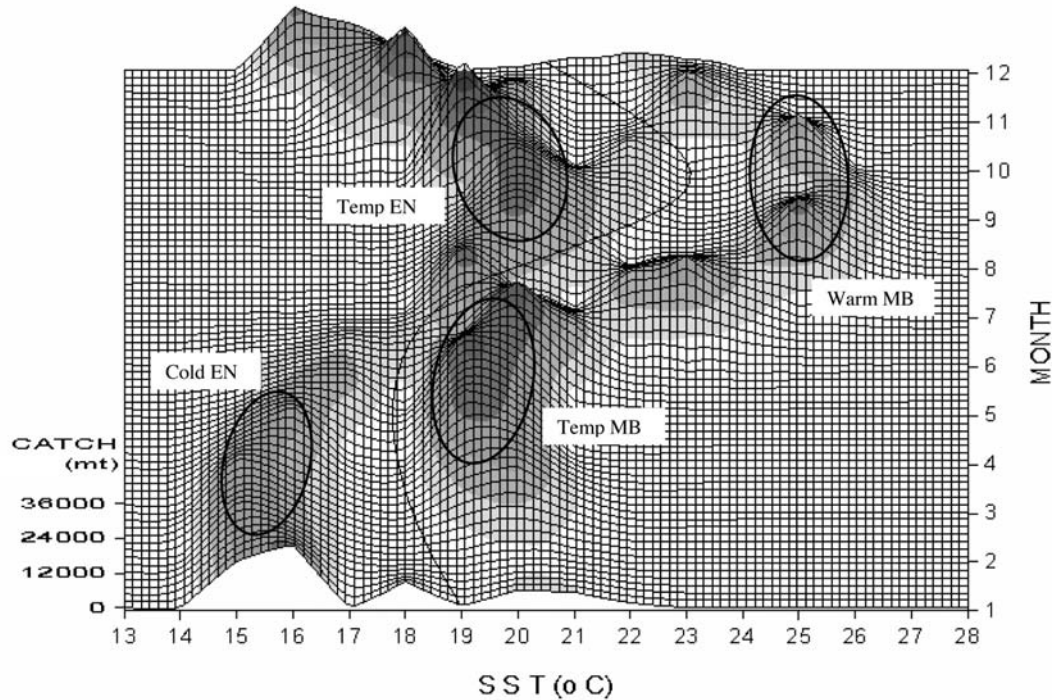 12
11
10
Temp EN
9
8
Warm MB
7
MONTH
Cold EN
6
Temp MB
5
CATCH
(mt)
4
36000
3
24000
2
12000
0
1
13 14 15 16 17 18 19 20 21 22 23 24 25 26 27 28
S S T (o C)